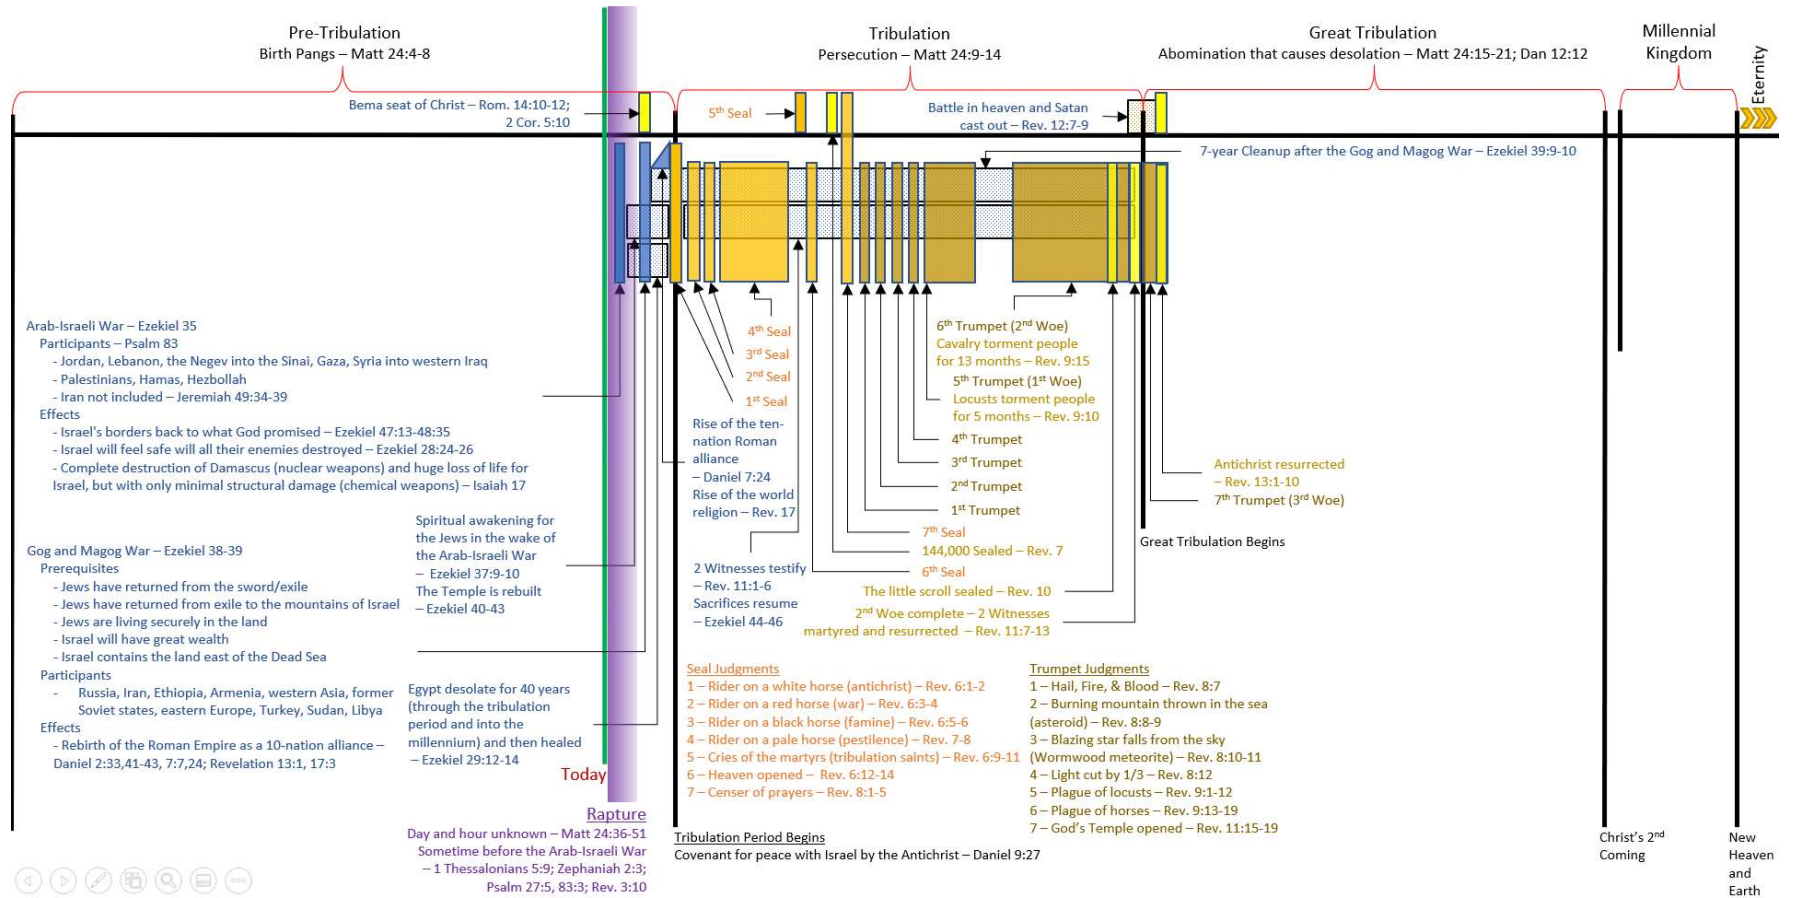 Pre-Tribulation
Birth Pangs – Matt 24:4-8
Tribulation
Persecution – Matt 24:9-14
Great Tribulation
Abomination that causes desolation – Matt 24:15-21; Dan 12:12
Millennial
Kingdom
Eternity
Bema seat of Christ – Rom. 14:10-12;
2 Cor. 5:10
5th Seal
Battle in heaven and Satan
cast out – Rev. 12:7-9
7-year Cleanup after the Gog and Magog War – Ezekiel 39:9-10
Arab-Israeli War – Ezekiel 35
Participants – Psalm 83
- Jordan, Lebanon, the Negev into the Sinai, Gaza, Syria into western Iraq
- Palestinians, Hamas, Hezbollah
- Iran not included – Jeremiah 49:34-39
Effects
- Israel's borders back to what God promised – Ezekiel 47:13-48:35
- Israel will feel safe will all their enemies destroyed – Ezekiel 28:24-26
- Complete destruction of Damascus (nuclear weapons) and huge loss of life for
Israel, but with only minimal structural damage (chemical weapons) – Isaiah 17
Gog and Magog War – Ezekiel 38-39
Prerequisites
- Jews have returned from the sword/exile
- Jews have returned from exile to the mountains of Israel
- Jews are living securely in the land
- Israel will have great wealth
- Israel contains the land east of the Dead Sea
Participants
- Russia, Iran, Ethiopia, Armenia, western Asia, former
Soviet states, eastern Europe, Turkey, Sudan, Libya
Effects
- Rebirth of the Roman Empire as a 10-nation alliance –
Daniel 2:33,41-43, 7:7,24; Revelation 13:1, 17:3
Spiritual awakening for
the Jews in the wake of
the Arab-Israeli War
– Ezekiel 37:9-10
The Temple is rebuilt
– Ezekiel 40-43
Egypt desolate for 40 years
(through the tribulation
period and into the
millennium) and then healed
– Ezekiel 29:12-14
Today
Rapture
Day and hour unknown – Matt 24:36-51
Sometime before the Arab-Israeli War
– 1 Thessalonians 5:9; Zephaniah 2:3;
Psalm 27:5, 83:3; Rev. 3:10
4th Seal
3rd Seal
2nd Seal
1st Seal
Rise of the ten-
nation Roman
alliance
– Daniel 7:24
Rise of the world
religion – Rev. 17
2 Witnesses testify
– Rev. 11:1-6
Sacrifices resume
– Ezekiel 44-46
6th Trumpet (2nd Woe)
Cavalry torment people
for 13 months – Rev. 9:15
5th Trumpet (1st Woe)
Locusts torment people
for 5 months – Rev. 9:10
4th Trumpet
3rd Trumpet
2nd Trumpet
1st Trumpet
7th Seal
144,000 Sealed – Rev. 7
6th Seal
The little scroll sealed – Rev. 10
2nd Woe complete – 2 Witnesses
martyred and resurrected – Rev. 11:7-13
Antichrist resurrected
– Rev. 13:1-10
7th Trumpet (3rd Woe)
Great Tribulation Begins
Seal Judgments
1 – Rider on a white horse (antichrist) – Rev. 6:1-2
2 – Rider on a red horse (war) – Rev. 6:3-4
3 – Rider on a black horse (famine) – Rev. 6:5-6
4 – Rider on a pale horse (pestilence) – Rev. 7-8
5 – Cries of the martyrs (tribulation saints) – Rev. 6:9-11
6 – Heaven opened – Rev. 6:12-14
7 – Censer of prayers – Rev. 8:1-5
Trumpet Judgments
1 – Hail, Fire, & Blood – Rev. 8:7
2 – Burning mountain thrown in the sea
(asteroid) – Rev. 8:8-9
3 – Blazing star falls from the sky
(Wormwood meteorite) – Rev. 8:10-11
4 – Light cut by 1/3 – Rev. 8:12
5 – Plague of locusts – Rev. 9:1-12
6 – Plague of horses – Rev. 9:13-19
7 – God's Temple opened – Rev. 11:15-19
Tribulation Period Begins
Covenant for peace with Israel by the Antichrist – Daniel 9:27
Christ's 2nd
Coming
New
Heaven
and
Earth